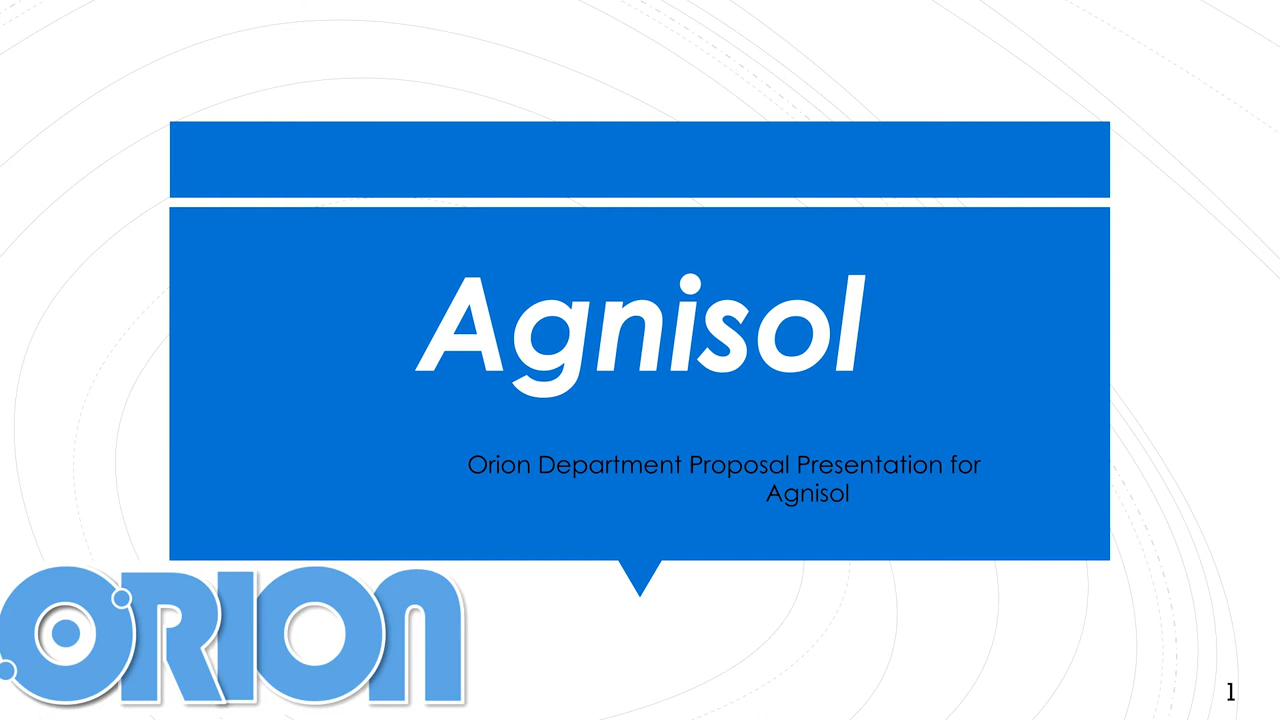 Agnisol
Orion Department Proposal Presentation for
Agnisol
ORION
1